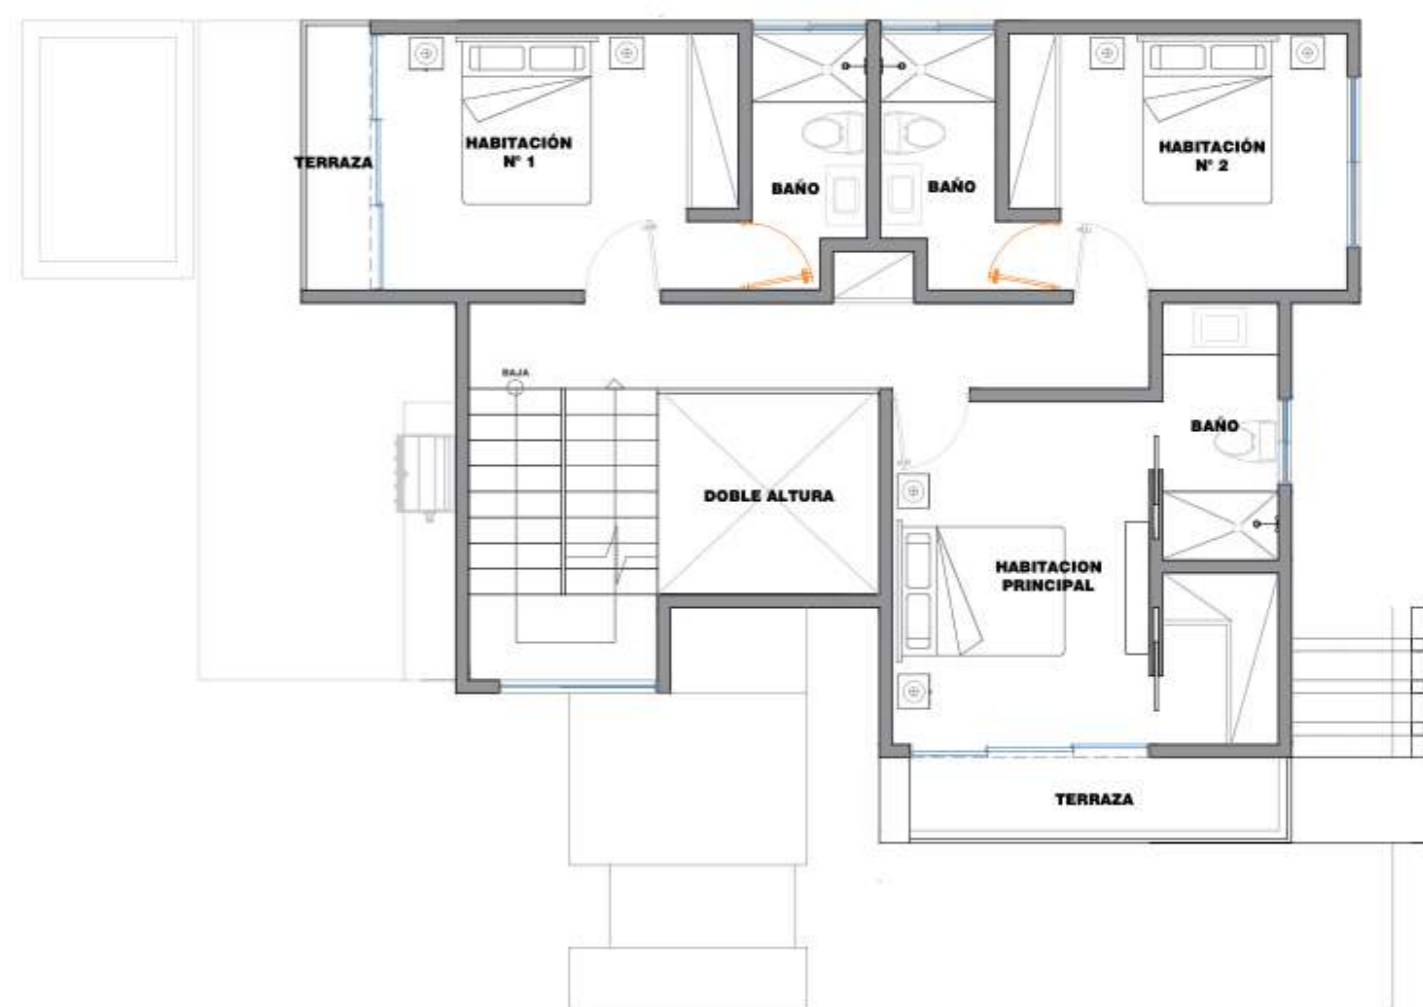 HABITACIÓN
N° 1
HABITACIÓN
N° 2
TERRAZA
BAÑO
BAÑO
BAJA
BAÑO
DOBLE ALTURA
HABITACION
PRINCIPAL
TERRAZA